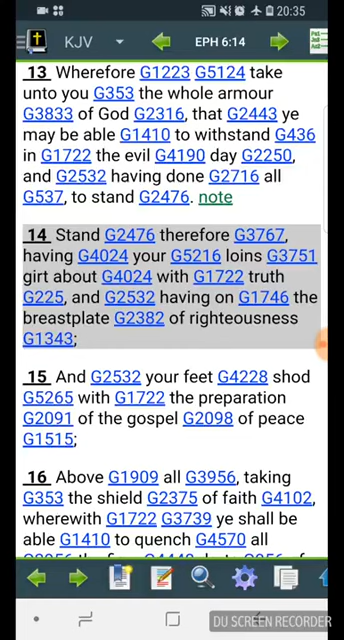 20:35
KJV EPH 6:14
13 Wherefore G1223 G5124 take
unto you G353 the whole armour
G3833 of God G2316, that G2443 ye
may be able G1410 to withstand G436
in G1722 the evil G4190 day G2250,
and G2532 having done G2716 all
G537, to stand G2476. note
14 Stand G2476 therefore G3767,
having G4024 your G5216 loins G3751
girt about G4024 with G1722 truth
G225, and G2532 having on G1746 the
breastplate G2382 of righteousness
G1343;
15 And G2532 your feet G4228 shod
G5265 with G1722 the preparation
G2091 of the gospel G2098 of peace
G1515;
16 Above G1909 all G3956, taking
G353 the shield G2375 of faith G4102,
wherewith G1722 G3739 ye shall be
able G1410 to quench G4570 all
DU SCREEN RECORDER